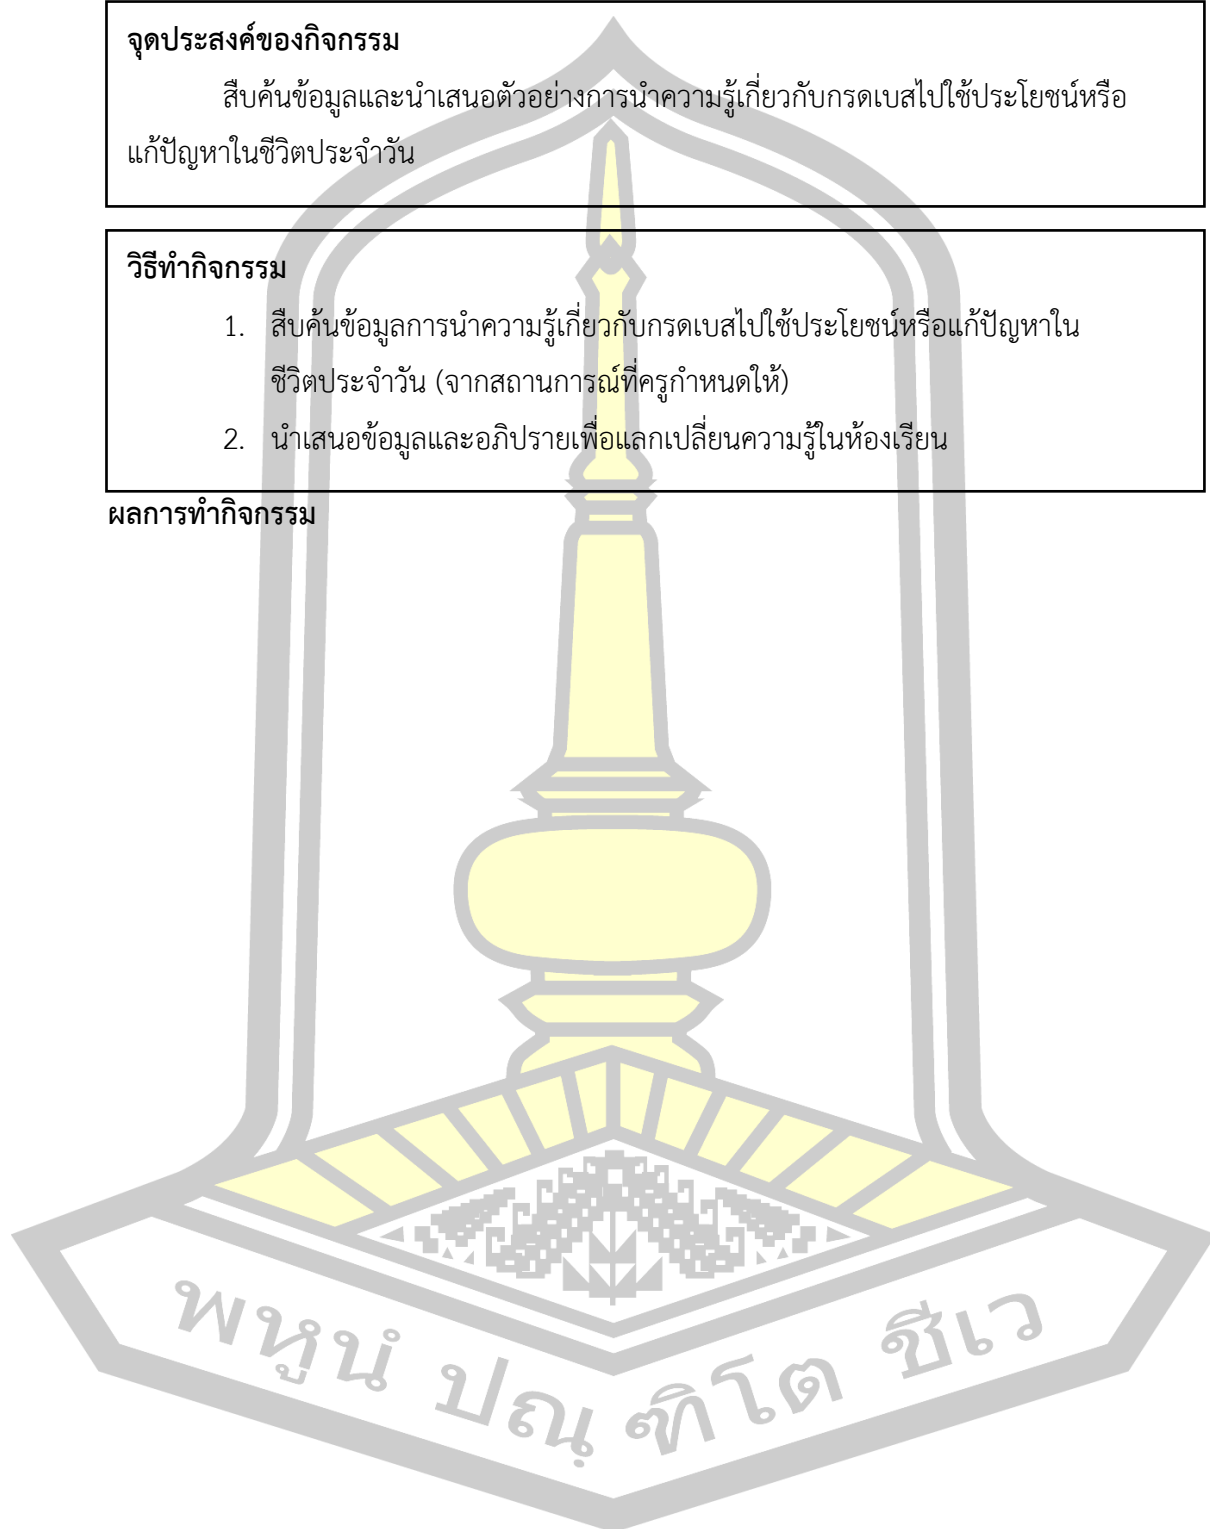 จุดประสงค์ของกิจกรรม
สืบค้นข้อมูลและนำเสนอตัวอย่างการนำความรู้เกี่ยวกับกรดเบสไปใช้ประโยชน์หรือ
แก้ปัญหาในชีวิตประจำวัน
วิธีทำกิจกรรม
1. สืบค้นข้อมูลการนำความรู้เกี่ยวกับกรดเบสไปใช้ประโยชน์หรือแก้ปัญหาใน
ชีวิตประจำวัน (จากสถานการณ์ที่ครูกำหนดให้)
2. นำเสนอข้อมูลและอภิปรายเพื่อแลกเปลี่ยนความรู้ในห้องเรียน
ผลการทำกิจกรรม
พหูนํ ปณฺฑิโต ชีเว